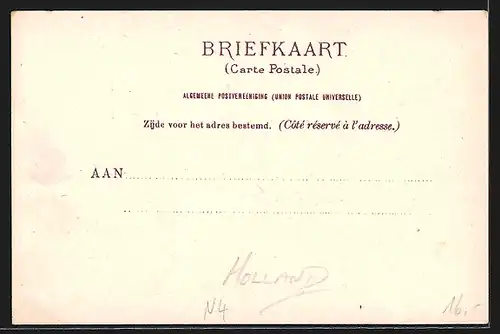 BRIEFKAART.
(Carte Postale.)
ALGEMEENE POSTVEREENIGING (UNION POSTALE UNIVERSELLE)
Zijde voor het adres bestemd. (Côté réservé à l'adresse.)
AAN
HOLLAND
N4 16.-